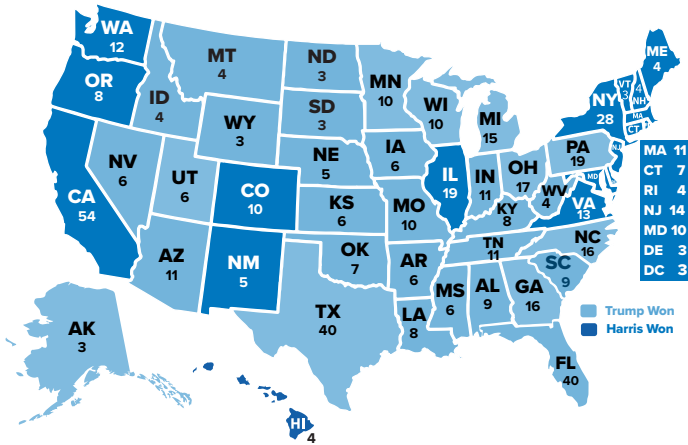 WA
12
OR
8
CA
54
ID
4
NV
6
MT
4
WY
3
UT
6
AZ
11
CO
10
NM
5
ND
3
SD
3
NE
5
KS
6
OK
7
TX
40
MN
10
IA
6
MO
10
AR
6
LA
8
WI
10
IL
19
MI
15
IN
11
OH
17
KY
8
TN
11
MS
6
AL
9
GA
16
FL
40
SC
9
NC
16
VA
13
WV
4
PA
19
NY
28
VT
3
4
NH
ME
4
MA
CT
NJ
MD
MA 11
CT 7
RI 4
NJ 14
MD 10
DE 3
DC 3
AK
3
HI
4
Trump Won
Harris Won